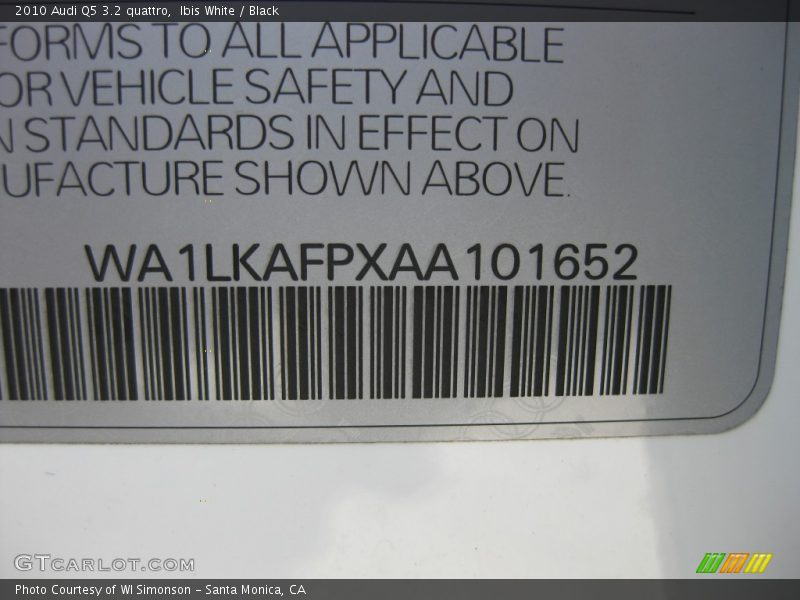 2010 Audi Q5 3.2 quattro, Ibis White / Black
FORMS TO ALL APPLICABLE
OR VEHICLE SAFETY AND
N STANDARDS IN EFFECT ON
UFACTURE SHOWN ABOVE.
WA1LKAFPXAA101652
GTCARLOT.COM
Photo Courtesy of WI Simonson - Santa Monica, CA